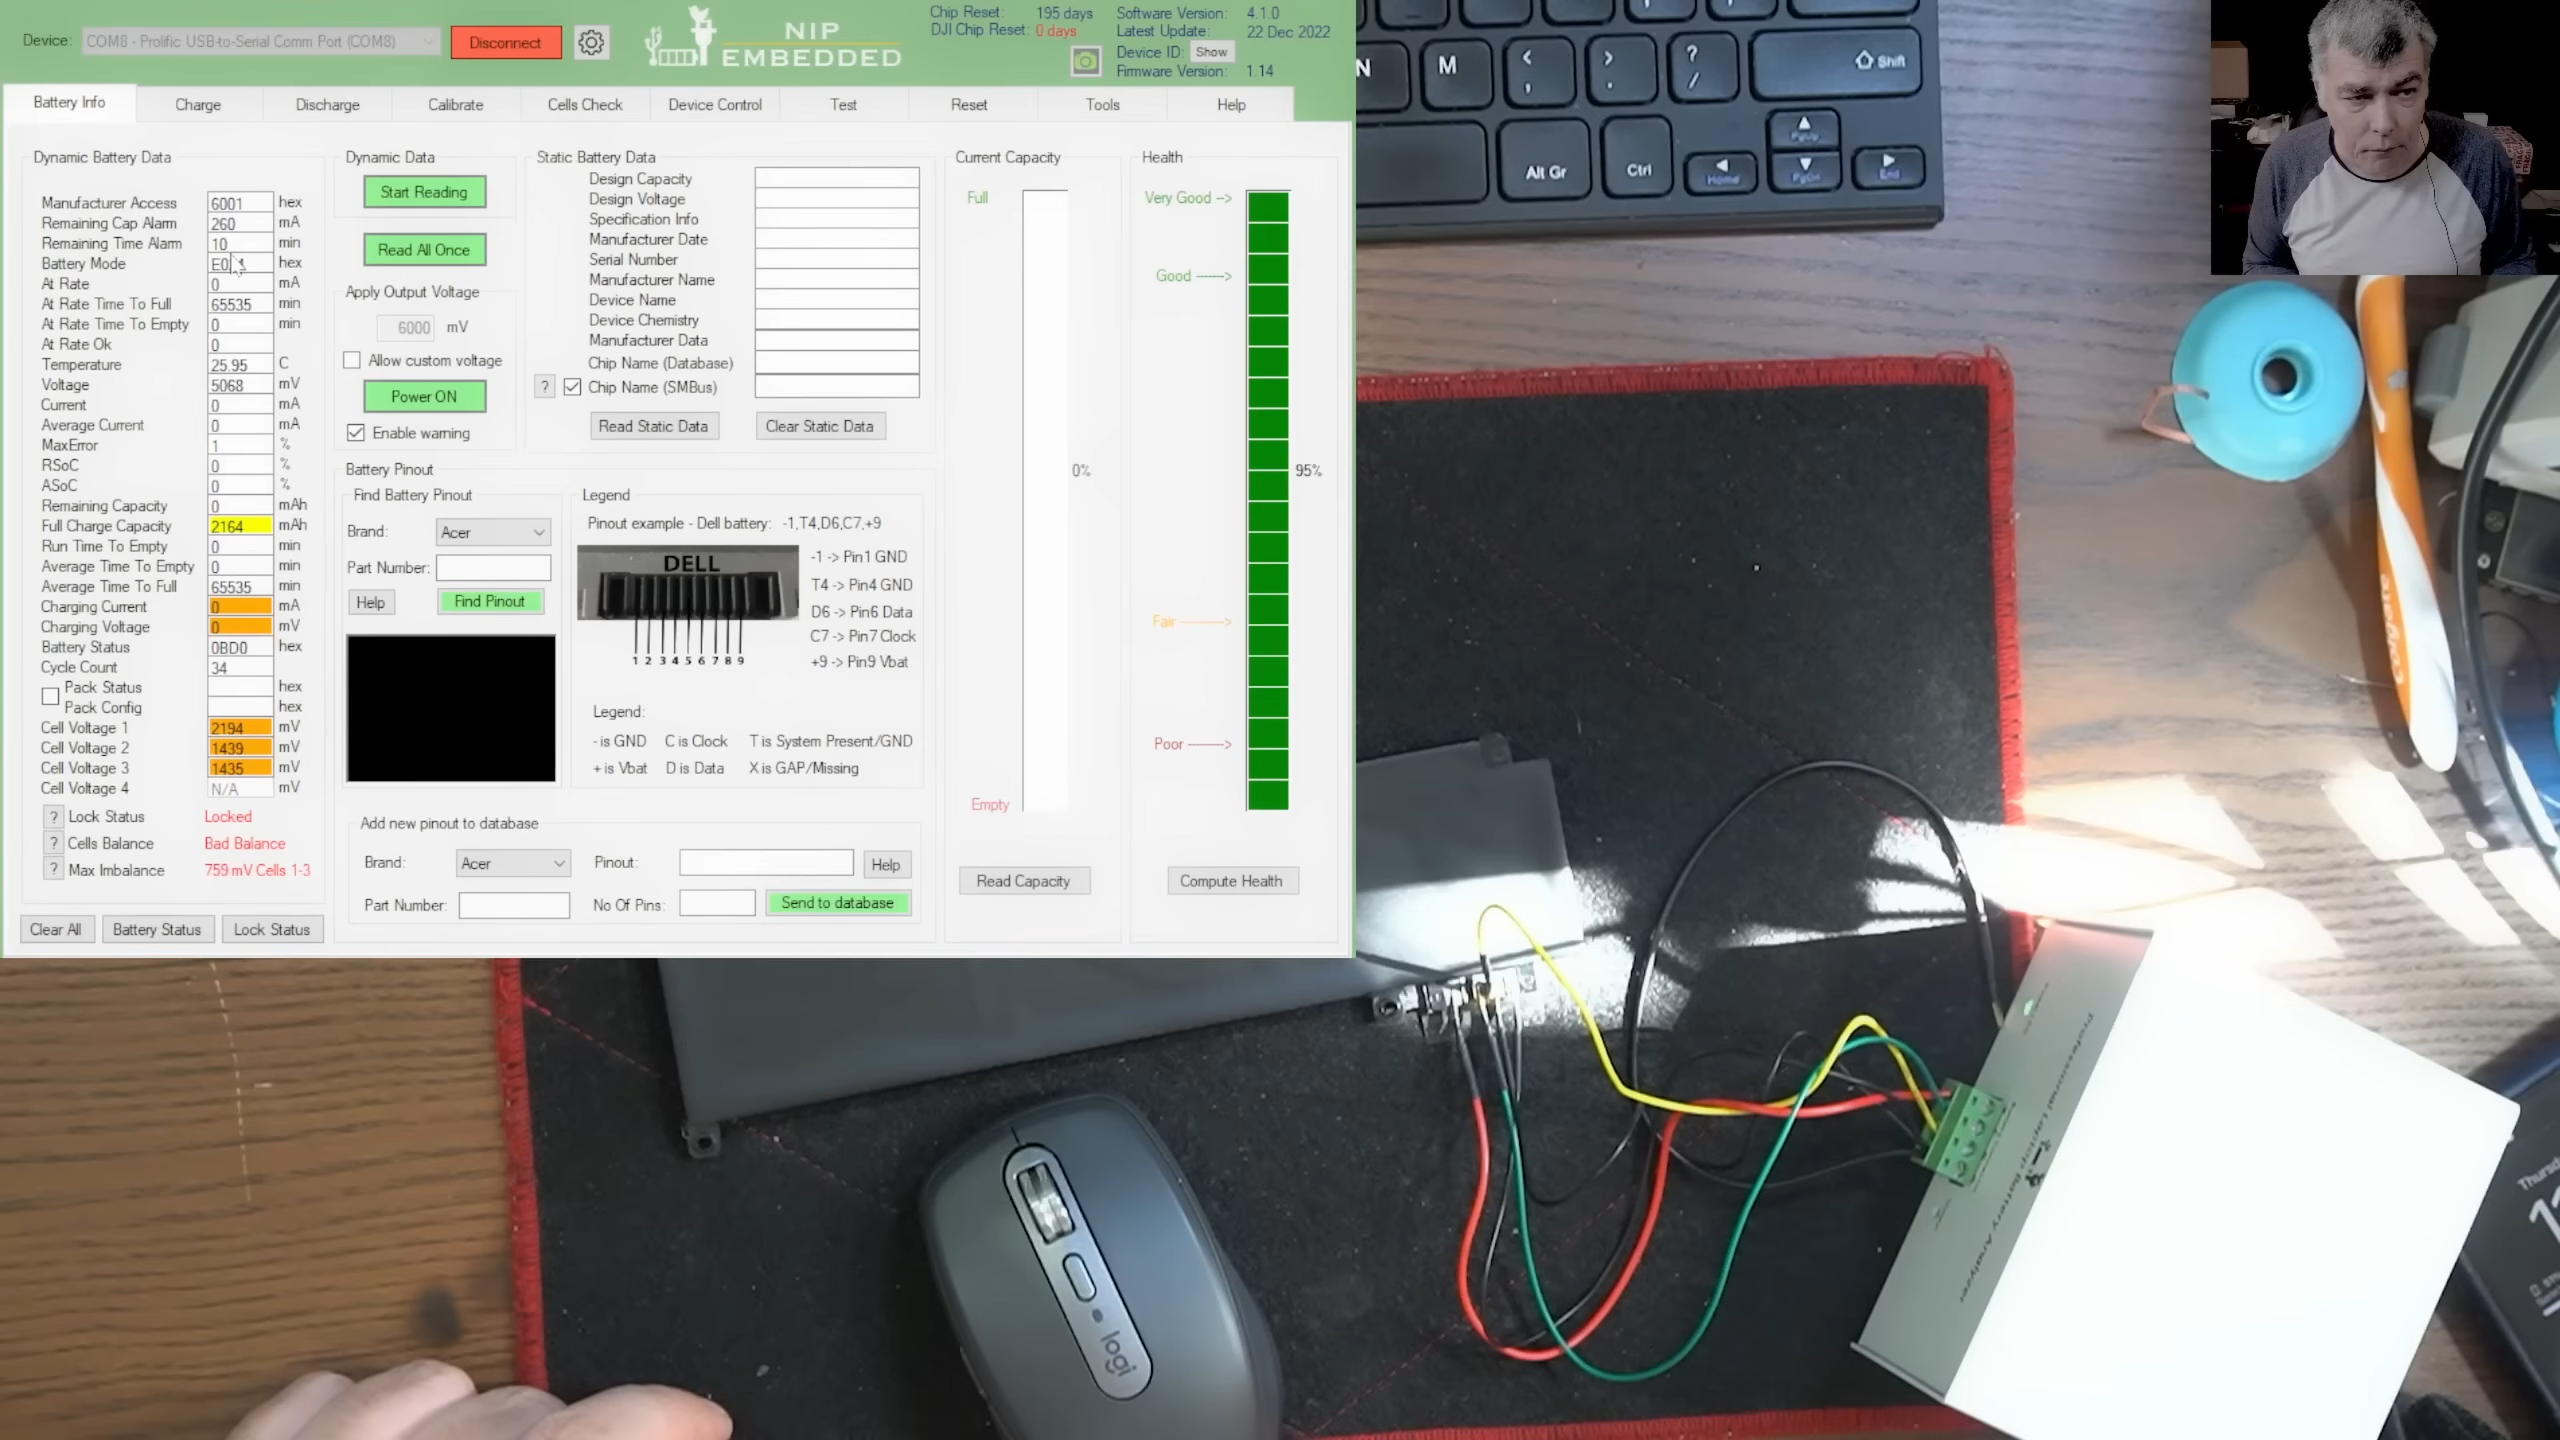 Device: COM8 - Prolific USB-to-Serial Comm Port (COM8) Disconnect
NIP
EMBEDDED
Chip Reset: 195 days
DJI Chip Reset: 0 days
Software Version: 4.1.0
Latest Update: 22 Dec 2022
Device ID: Show
Firmware Version: 1.14
Battery Info Charge Discharge Calibrate Cells Check Device Control Test Reset Tools Help
Dynamic Battery Data
Manufacturer Access 6001 hex
Remaining Cap Alarm 260 mA
Remaining Time Alarm 10 min
Battery Mode hex
At Rate 0 mA
At Rate Time To Full 65535 min
At Rate Time To Empty 0 min
At Rate Ok 0
Temperature 25.95 C
Voltage 5068 mV
Current 0 mA
Average Current 0 mA
MaxError 1 %
RSoC 0 %
ASoC 0 %
Remaining Capacity 0 mAh
Full Charge Capacity 2164 mAh
Run Time To Empty 0 min
Average Time To Empty 0 min
Average Time To Full 65535 min
Charging Current 0 mA
Charging Voltage 0 mV
Battery Status 0BD0 hex
Cycle Count 34
Pack Status hex
Pack Config hex
Cell Voltage 1 2194 mV
Cell Voltage 2 1439 mV
Cell Voltage 3 1435 mV
Cell Voltage 4 N/A mV
? Lock Status Locked
? Cells Balance Bad Balance
? Max Imbalance 759 mV Cells 1-3
Clear All Battery Status Lock Status
Dynamic Data
Start Reading
Read All Once
Apply Output Voltage
6000 mV
Allow custom voltage
Power ON
Enable warning
Static Battery Data
Design Capacity
Design Voltage
Specification Info
Manufacturer Date
Serial Number
Manufacturer Name
Device Name
Device Chemistry
Manufacturer Data
Chip Name (Database)
? Chip Name (SMBus)
Read Static Data Clear Static Data
Battery Pinout
Find Battery Pinout
Brand: Acer
Part Number:
Help Find Pinout
Legend
Pinout example - Dell battery: -1,T4,D6,C7,+9
DELL
1 2 3 4 5 6 7 8 9
-1 -> Pin1 GND
T4 -> Pin4 GND
D6 -> Pin6 Data
C7 -> Pin7 Clock
+9 -> Pin9 Vbat
Legend:
- is GND C is Clock T is System Present/GND
+ is Vbat D is Data X is GAP/Missing
Add new pinout to database
Brand: Acer Pinout: Help
Part Number: No Of Pins: Send to database
Current Capacity
Full
0%
Empty
Read Capacity
Health
Very Good -->
Good ------>
95%
Fair ------>
Poor ------>
Compute Health
N M < , > . ? / Shift
Alt Gr Ctrl Home PgUp PgDn End
Colgate
Professional Laptop Battery Analyzer
logi